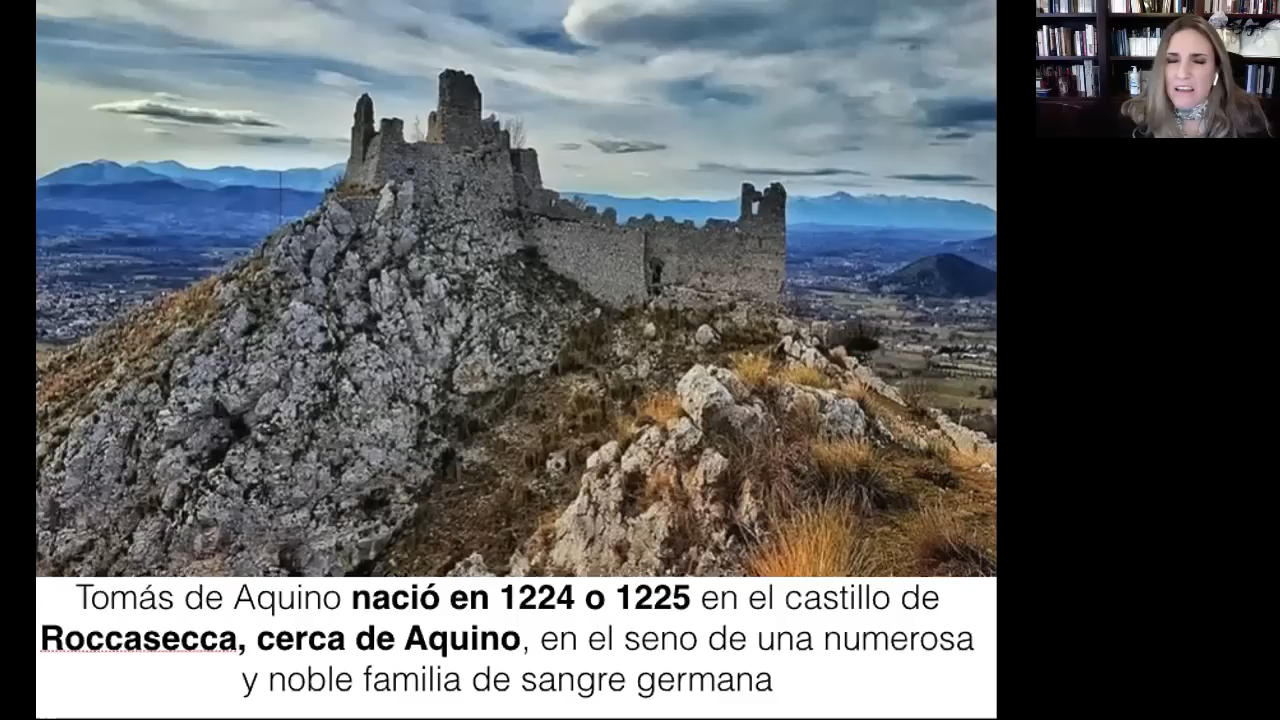 Tomás de Aquino nació en 1224 o 1225 en el castillo de
Roccasecca, cerca de Aquino, en el seno de una numerosa
y noble familia de sangre germana